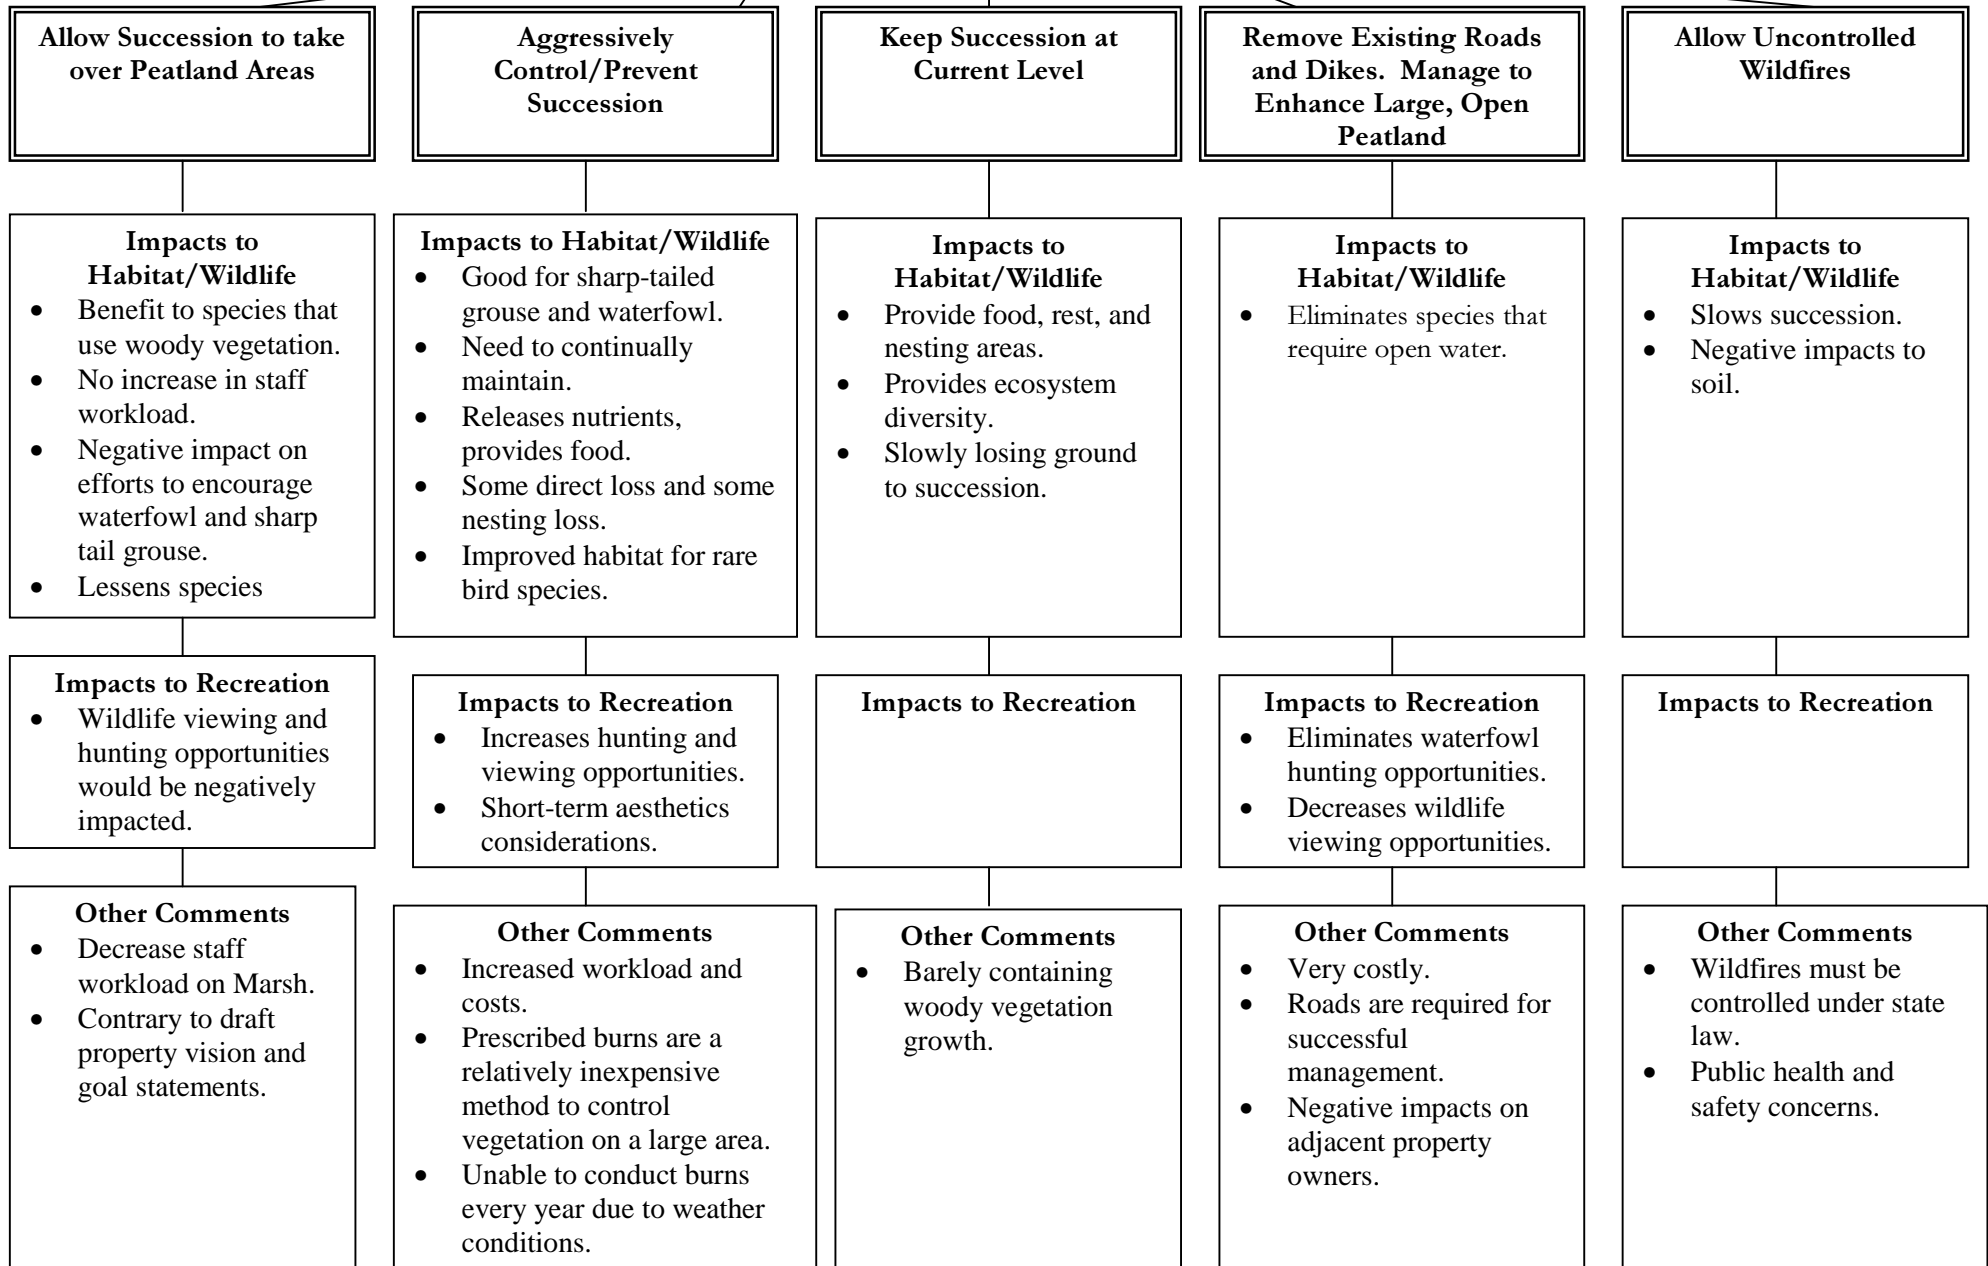 Allow Succession to take
over Peatland Areas
Aggressively
Control/Prevent
Succession
Keep Succession at
Current Level
Remove Existing Roads
and Dikes.  Manage to
Enhance Large, Open
Peatland
Allow Uncontrolled
Wildfires
Impacts to
Habitat/Wildlife
• Benefit to species that
use woody vegetation.
• No increase in staff
workload.
• Negative impact on
efforts to encourage
waterfowl and sharp
tail grouse.
• Lessens species
Impacts to Habitat/Wildlife
• Good for sharp-tailed
grouse and waterfowl.
• Need to continually
maintain.
• Releases nutrients,
provides food.
• Some direct loss and some
nesting loss.
• Improved habitat for rare
bird species.
Impacts to
Habitat/Wildlife
• Provide food, rest, and
nesting areas.
• Provides ecosystem
diversity.
• Slowly losing ground
to succession.
Impacts to
Habitat/Wildlife
• Eliminates species that
require open water.
Impacts to
Habitat/Wildlife
• Slows succession.
• Negative impacts to
soil.
Impacts to Recreation
• Wildlife viewing and
hunting opportunities
would be negatively
impacted.
Impacts to Recreation
• Increases hunting and
viewing opportunities.
• Short-term aesthetics
considerations.
Impacts to Recreation
Impacts to Recreation
• Eliminates waterfowl
hunting opportunities.
• Decreases wildlife
viewing opportunities.
Impacts to Recreation
Other Comments
• Decrease staff
workload on Marsh.
• Contrary to draft
property vision and
goal statements.
Other Comments
• Increased workload and
costs.
• Prescribed burns are a
relatively inexpensive
method to control
vegetation on a large area.
• Unable to conduct burns
every year due to weather
conditions.
Other Comments
• Barely containing
woody vegetation
growth.
Other Comments
• Very costly.
• Roads are required for
successful
management.
• Negative impacts on
adjacent property
owners.
Other Comments
• Wildfires must be
controlled under state
law.
• Public health and
safety concerns.